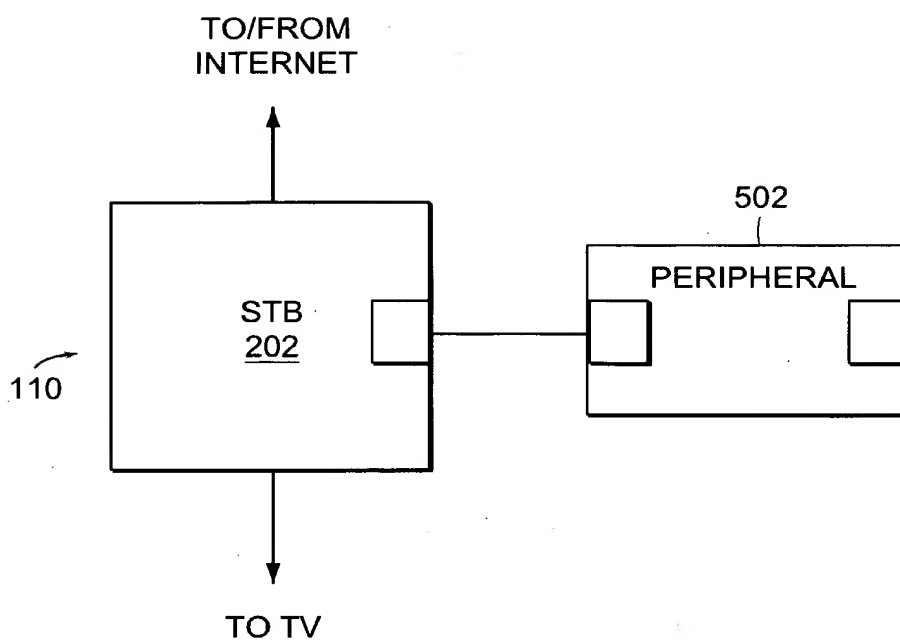 TO/FROM
INTERNET
502
PERIPHERAL
STB
202
110
TO TV